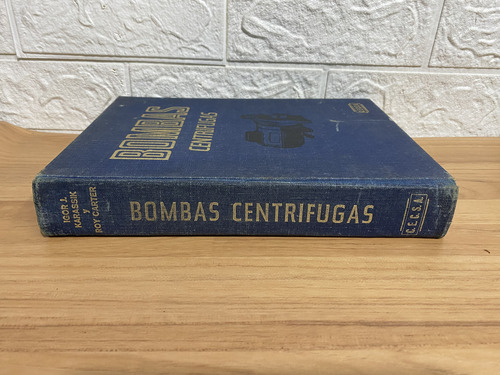 BOMBAS
CENTRIFUGAS
IGOR J.
KARASSIK
Y
ROY CARTER
BOMBAS CENTRIFUGAS
C.E.C.S.A.